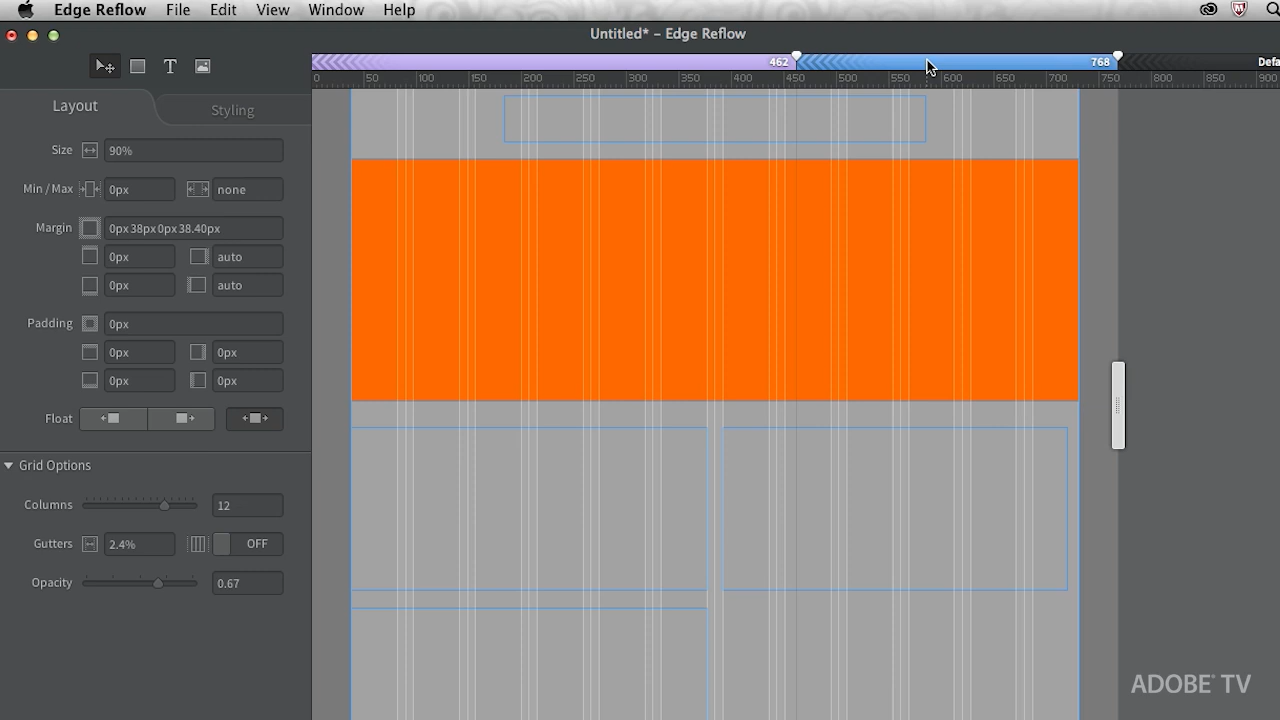 Edge Reflow File Edit View Window Help
Untitled* – Edge Reflow
462 768 Defa
0 50 100 150 200 250 300 350 400 450 500 550 600 650 700 750 800 850 900
Layout Styling
Size 90%
Min / Max 0px none
Margin 0px 38px 0px 38.40px
0px auto
0px auto
Padding 0px
0px 0px
0px 0px
Float
Grid Options
Columns 12
Gutters 2.4% OFF
Opacity 0.67
ADOBE® TV